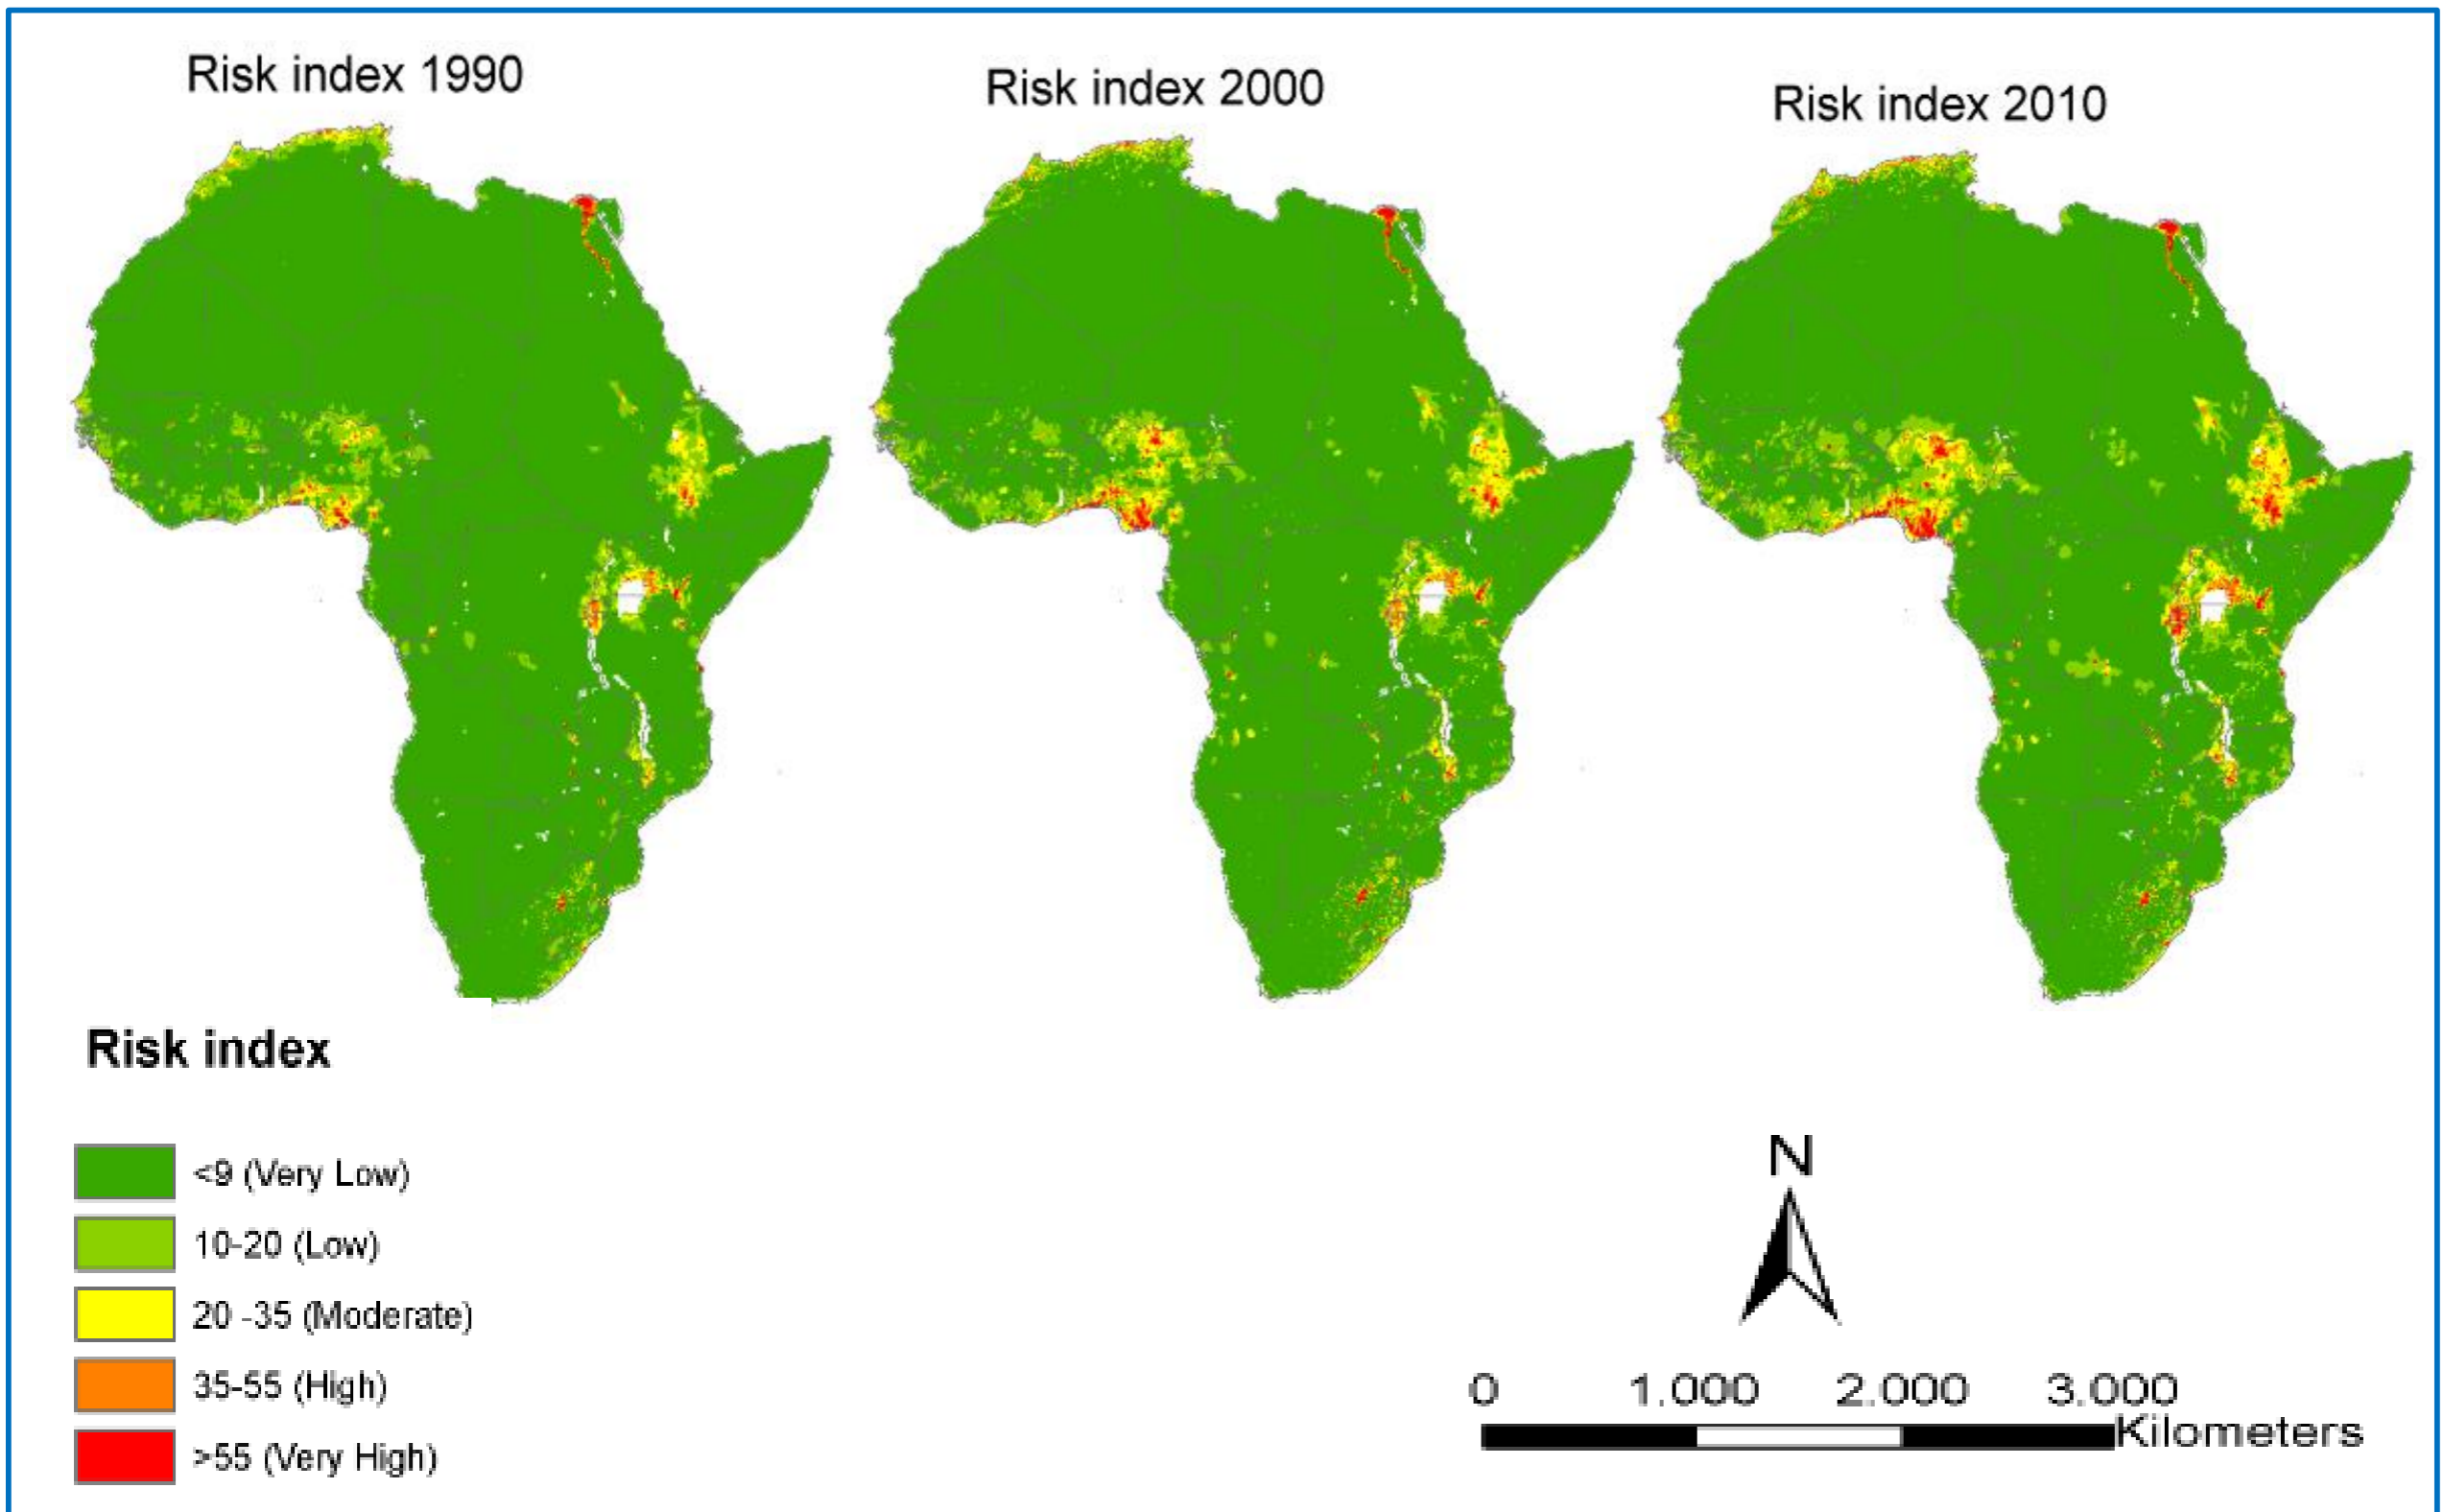 Risk index 1990
Risk index 2000
Risk index 2010
Risk index
<9 (Very Low)
10-20 (Low)
20 -35 (Moderate)
35-55 (High)
>55 (Very High)
N
0 1.000 2.000 3.000
Kilometers